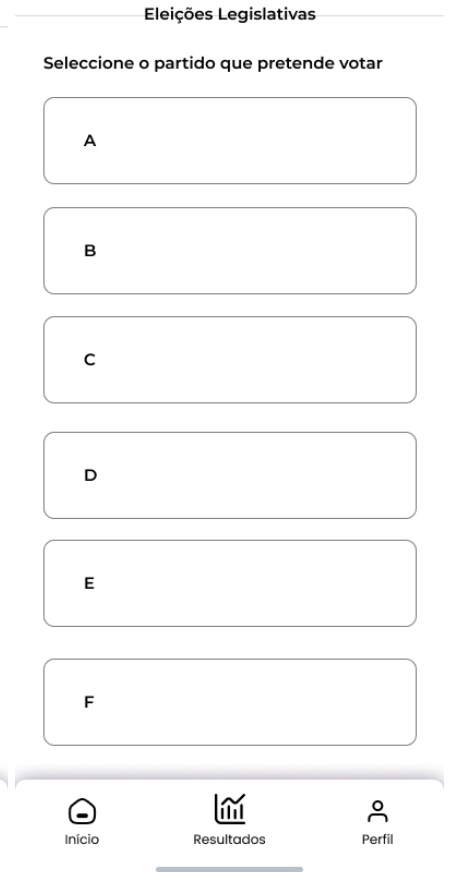 Eleições Legislativas
Seleccione o partido que pretende votar
A
B
C
D
E
F
Início
Resultados
Perfil